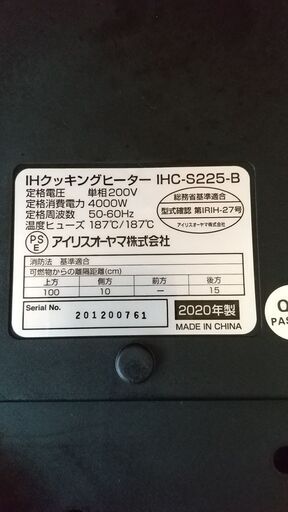 IHクッキングヒーター IHC-S225-B
定格電圧 単相200V
定格消費電力 4000W
定格周波数 50-60Hz
温度ヒューズ 187℃/187℃
総務省基準適合
型式確認 第IRIH-27号
アイリスオーヤマ株式会社
PS
E
アイリスオーヤマ株式会社
消防法 基準適合
可燃物からの離隔距離(cm)
上方 側方 前方 後方
100 10 — 15
Serial No.
201200761
2020年製
MADE IN CHINA